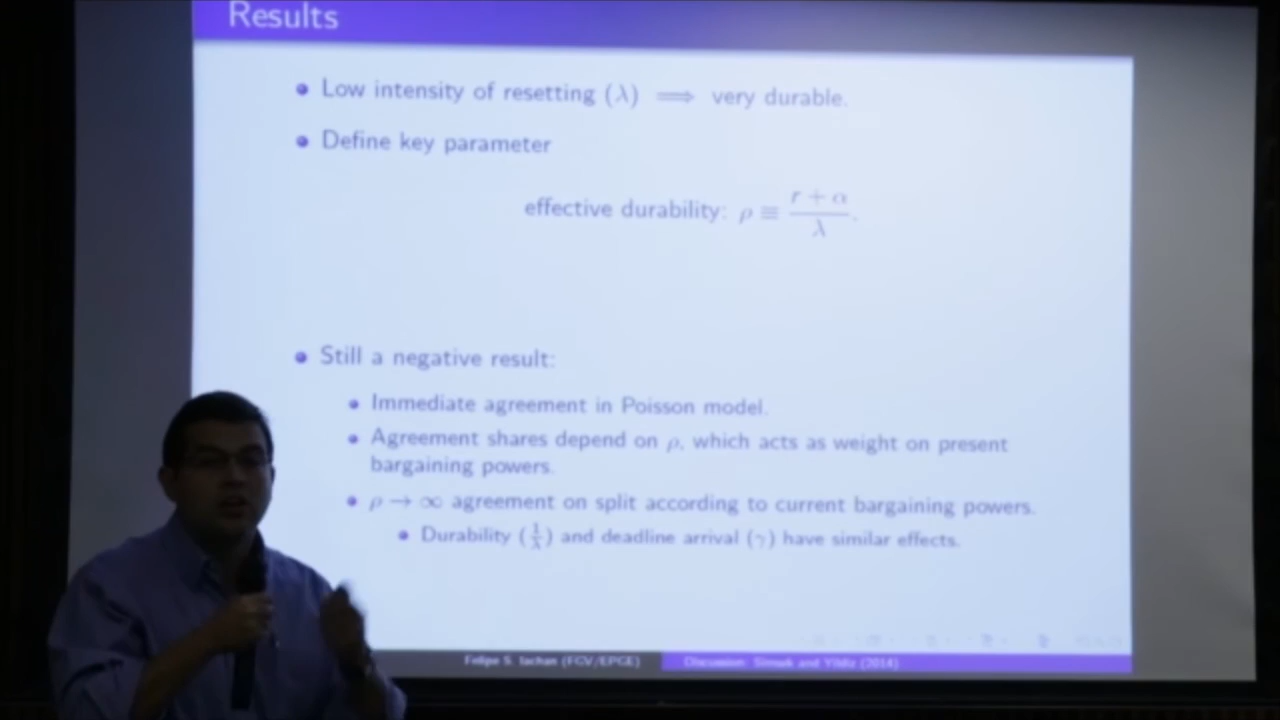 Results
Low intensity of resetting (λ) ⟹ very durable.
Define key parameter
effective durability: ρ ≡ (r + α) / λ.
Still a negative result:
Immediate agreement in Poisson model.
Agreement shares depend on ρ, which acts as weight on present
bargaining powers.
ρ → ∞ agreement on split according to current bargaining powers.
Durability (1/λ) and deadline arrival (γ) have similar effects.
Felipe S. Iachan (FGV/EPGE)
Discussion: Simsek and Yildiz (2014)